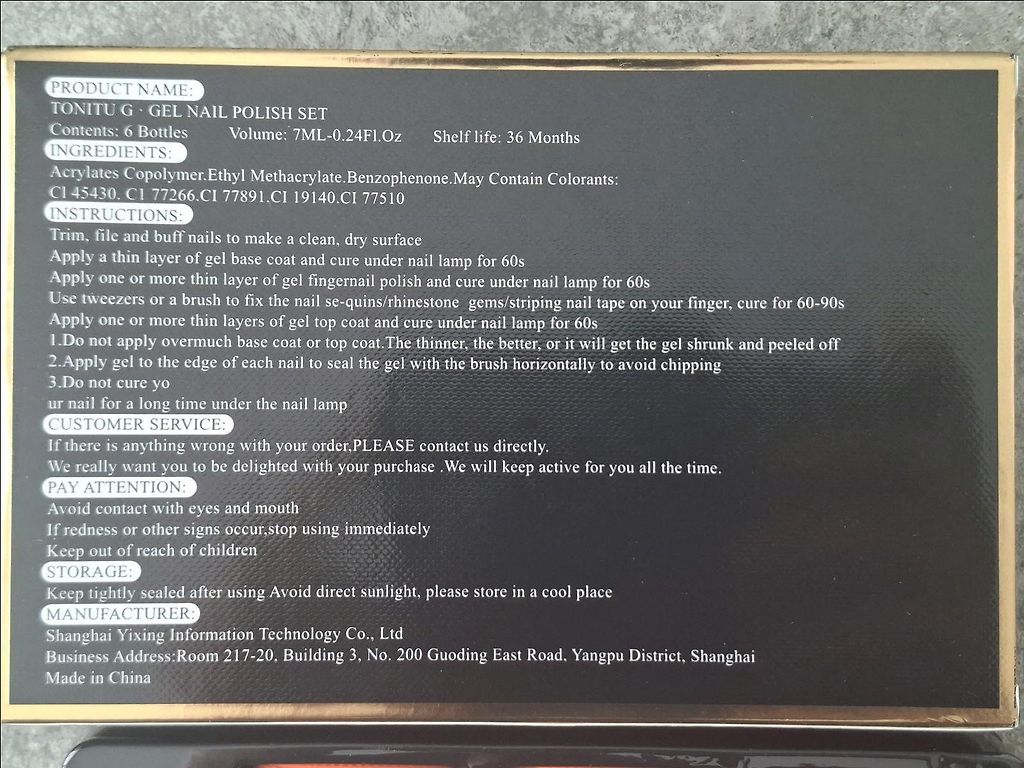 PRODUCT NAME:
TONITU G · GEL NAIL POLISH SET
Contents: 6 Bottles Volume: 7ML-0.24Fl.Oz Shelf life: 36 Months
INGREDIENTS:
Acrylates Copolymer.Ethyl Methacrylate.Benzophenone.May Contain Colorants:
CI 45430. C1 77266.CI 77891.CI 19140.CI 77510
INSTRUCTIONS:
Trim, file and buff nails to make a clean, dry surface
Apply a thin layer of gel base coat and cure under nail lamp for 60s
Apply one or more thin layer of gel fingernail polish and cure under nail lamp for 60s
Use tweezers or a brush to fix the nail se-quins/rhinestone gems/striping nail tape on your finger, cure for 60-90s
Apply one or more thin layers of gel top coat and cure under nail lamp for 60s
1.Do not apply overmuch base coat or top coat.The thinner, the better, or it will get the gel shrunk and peeled off
2.Apply gel to the edge of each nail to seal the gel with the brush horizontally to avoid chipping
3.Do not cure yo
ur nail for a long time under the nail lamp
CUSTOMER SERVICE:
If there is anything wrong with your order,PLEASE contact us directly.
We really want you to be delighted with your purchase .We will keep active for you all the time.
PAY ATTENTION:
Avoid contact with eyes and mouth
If redness or other signs occur,stop using immediately
Keep out of reach of children
STORAGE:
Keep tightly sealed after using Avoid direct sunlight, please store in a cool place
MANUFACTURER:
Shanghai Yixing Information Technology Co., Ltd
Business Address:Room 217-20, Building 3, No. 200 Guoding East Road, Yangpu District, Shanghai
Made in China